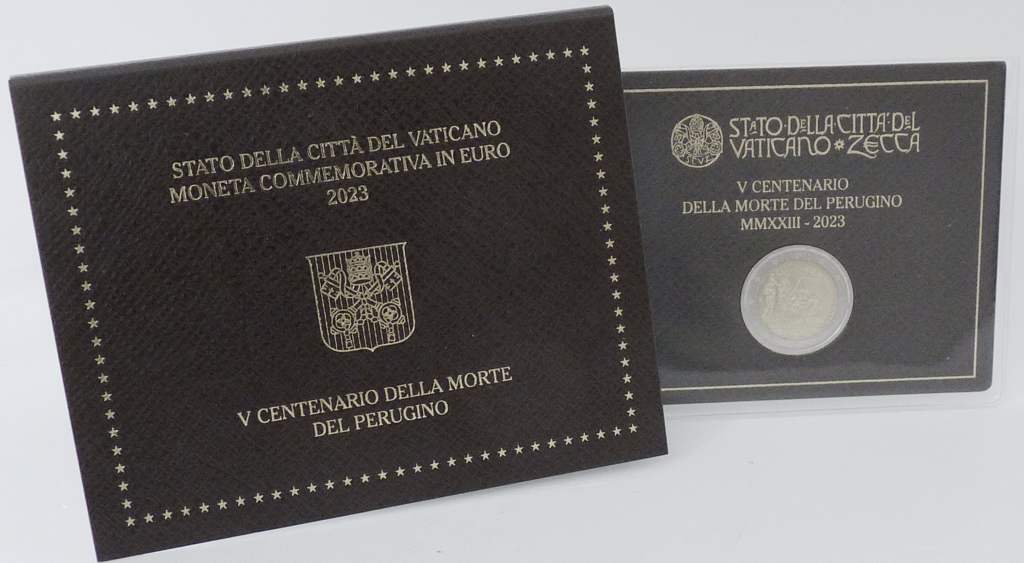 STATO DELLA CITTÀ DEL VATICANO
MONETA COMMEMORATIVA IN EURO
2023
V CENTENARIO DELLA MORTE
DEL PERUGINO
STATO·DELLA CITTÀ·DEL
VATICANO * ZECCA
V CENTENARIO
DELLA MORTE DEL PERUGINO
MMXXIII - 2023